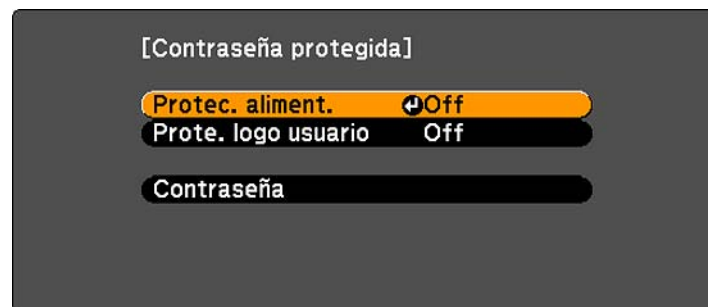 [Contraseña protegida]
Protec. aliment. Off
Prote. logo usuario Off
Contraseña